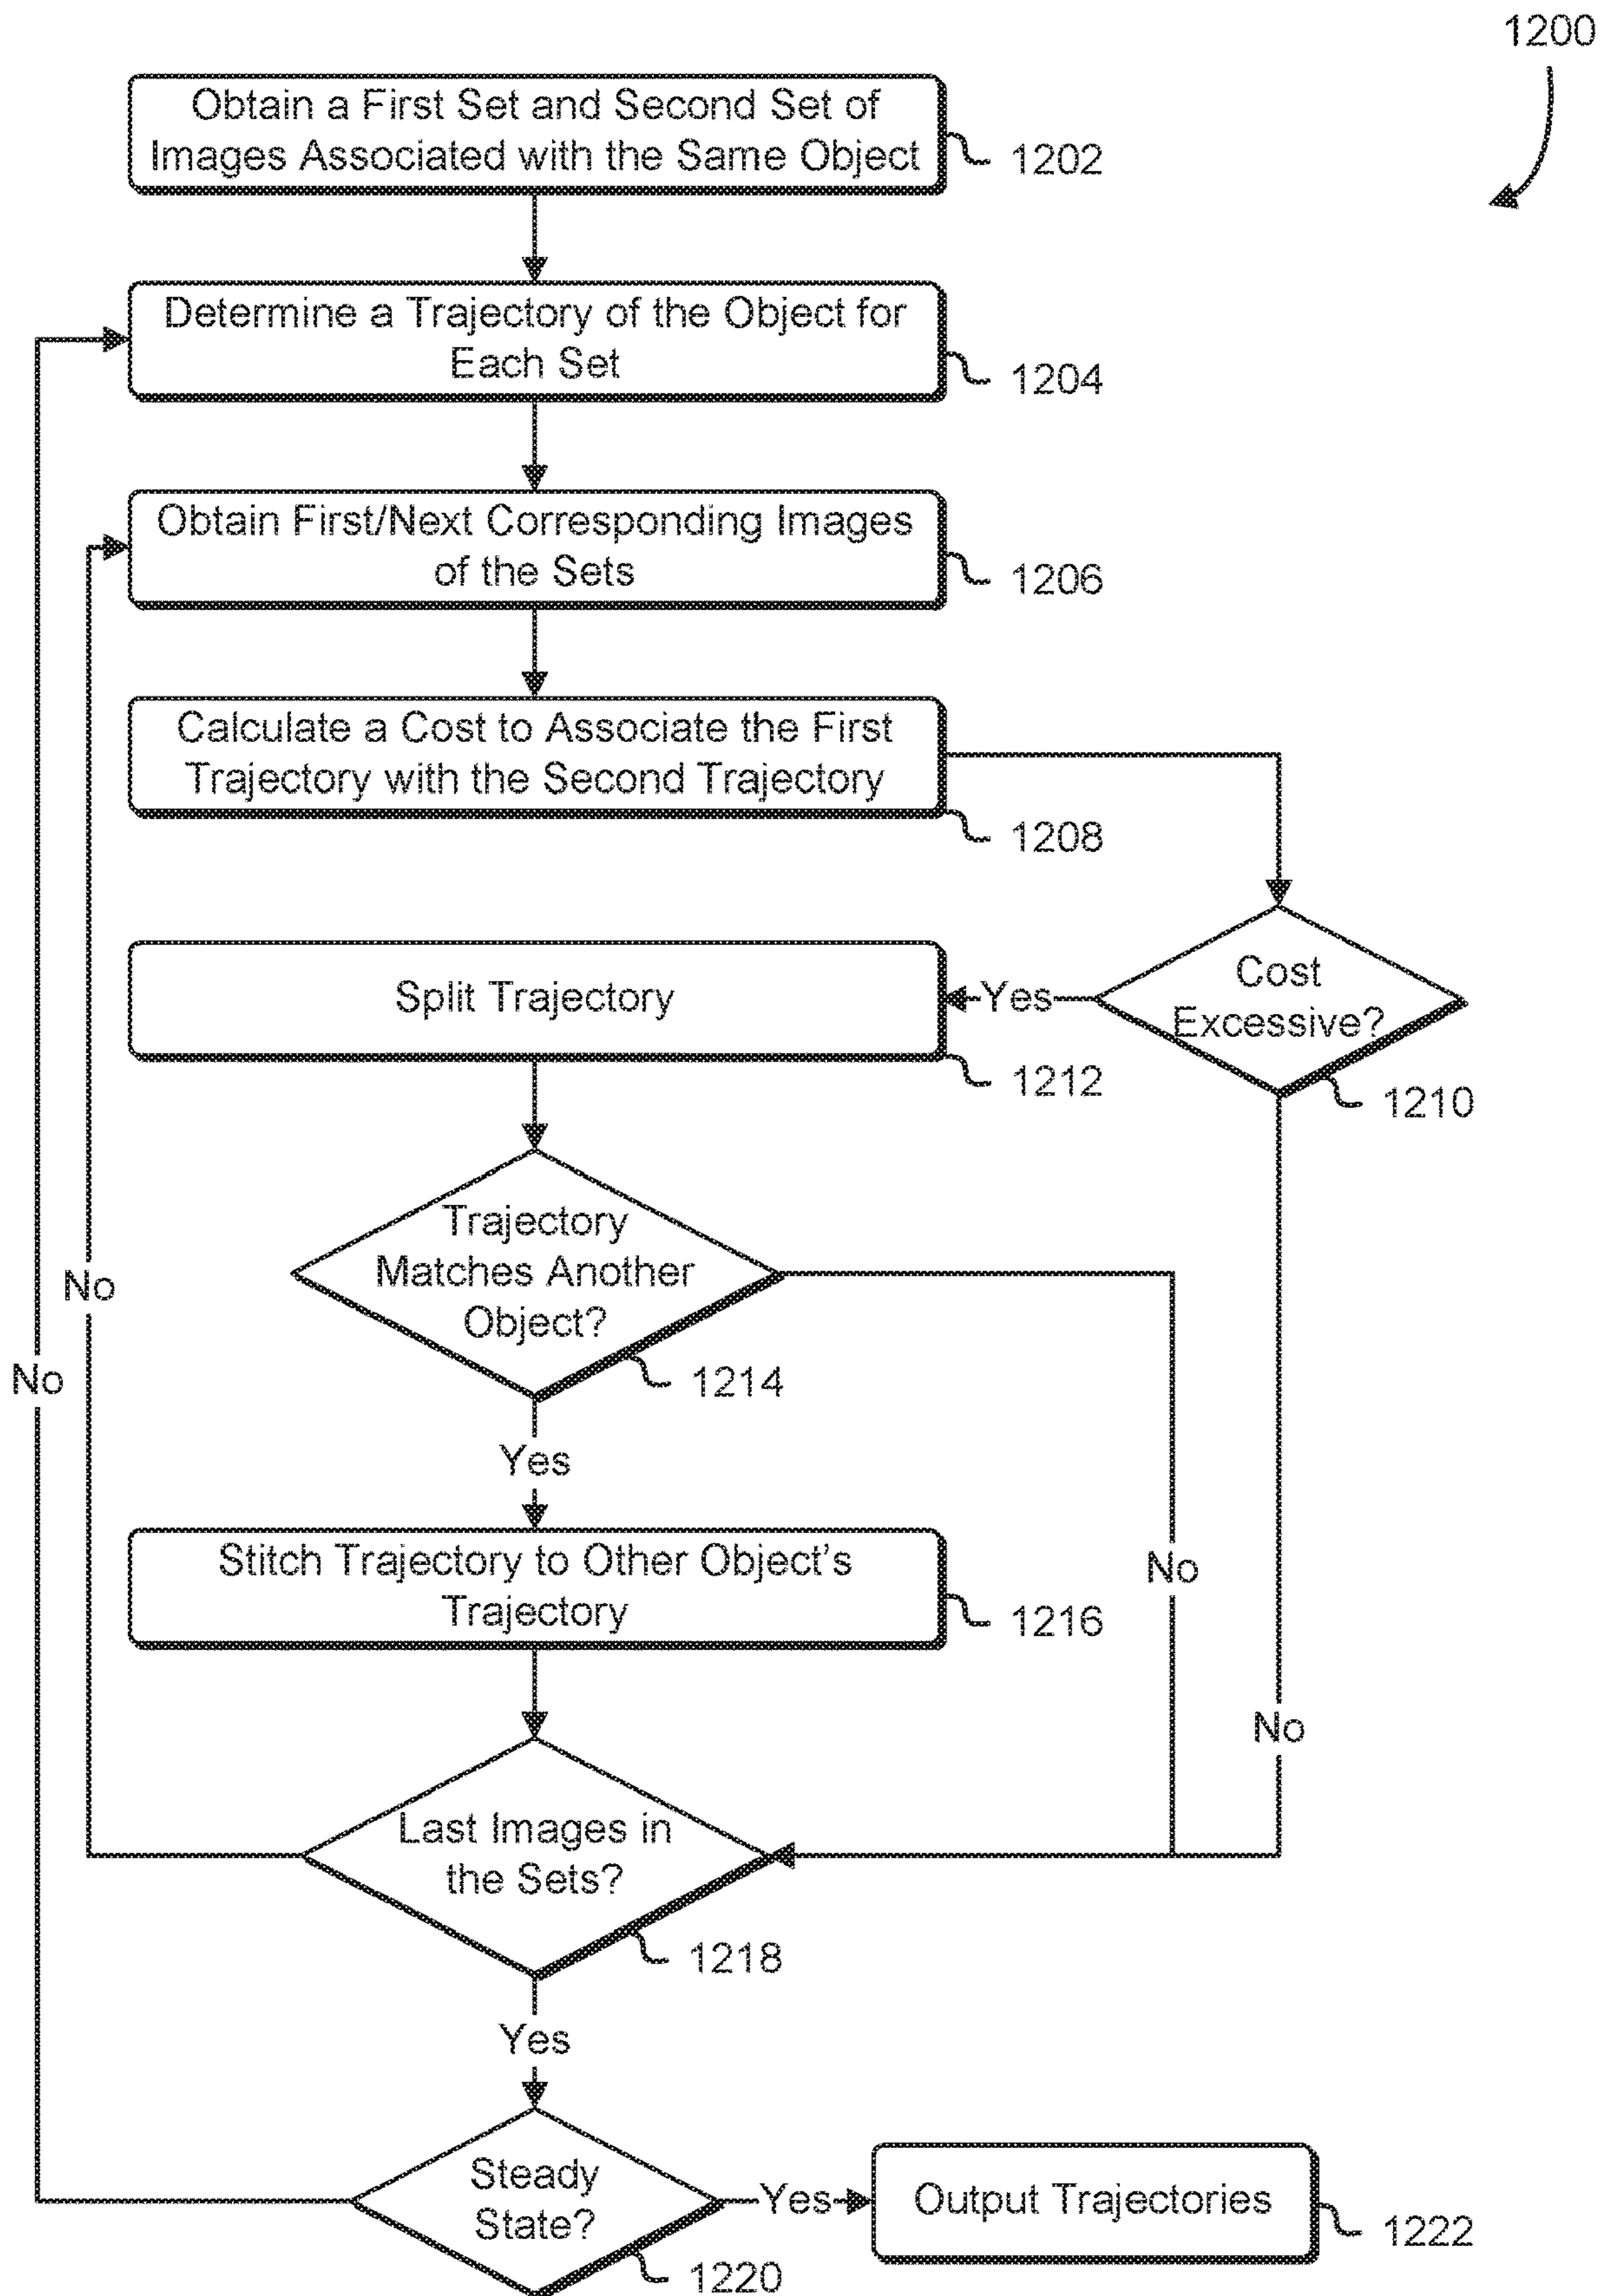 1200
Obtain a First Set and Second Set of
Images Associated with the Same Object
1202
Determine a Trajectory of the Object for
Each Set
1204
Obtain First/Next Corresponding Images
of the Sets
1206
Calculate a Cost to Associate the First
Trajectory with the Second Trajectory
1208
Cost
Excessive?
1210
Yes
Split Trajectory
1212
Trajectory
Matches Another
Object?
1214
No
No
Yes
Stitch Trajectory to Other Object's
Trajectory
1216
No
No
Last Images in
the Sets?
1218
Yes
Steady
State?
1220
Yes
Output Trajectories
1222